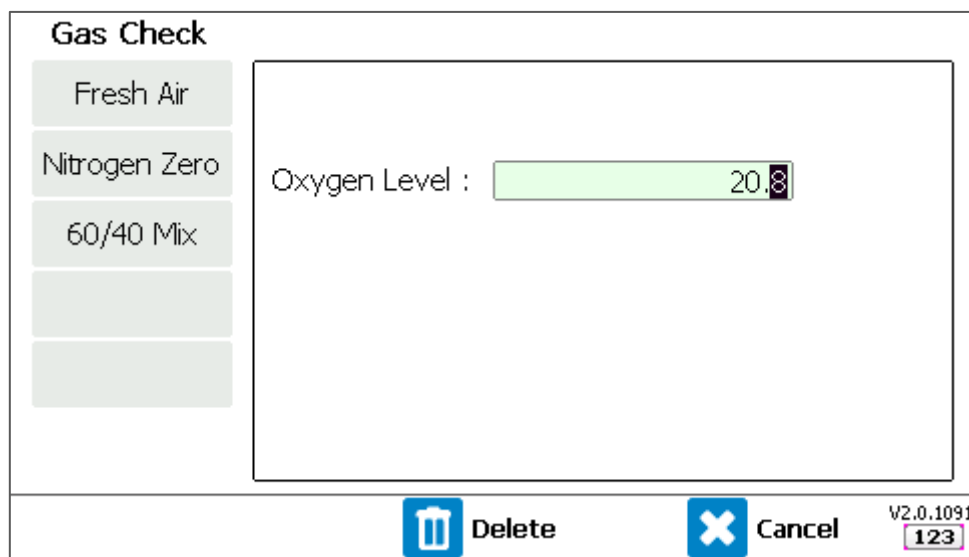 Gas Check
Fresh Air
Nitrogen Zero
60/40 Mix
Oxygen Level : 20.8
Delete
Cancel
V2.0.1091
123